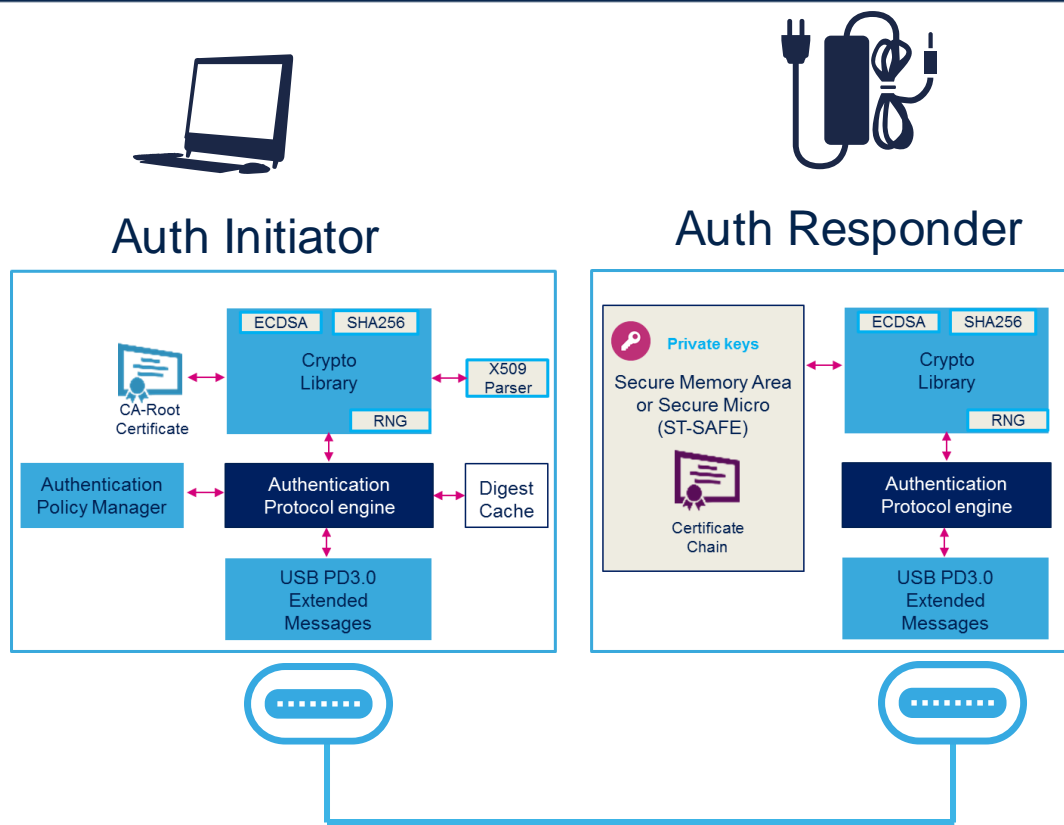 Auth Initiator
ECDSA
SHA256
Crypto
Library
RNG
CA-Root
Certificate
X509
Parser
Authentication
Policy Manager
Authentication
Protocol engine
Digest
Cache
USB PD3.0
Extended
Messages
Auth Responder
Private keys
Secure Memory Area
or Secure Micro
(ST-SAFE)
Certificate
Chain
ECDSA
SHA256
Crypto
Library
RNG
Authentication
Protocol engine
USB PD3.0
Extended
Messages